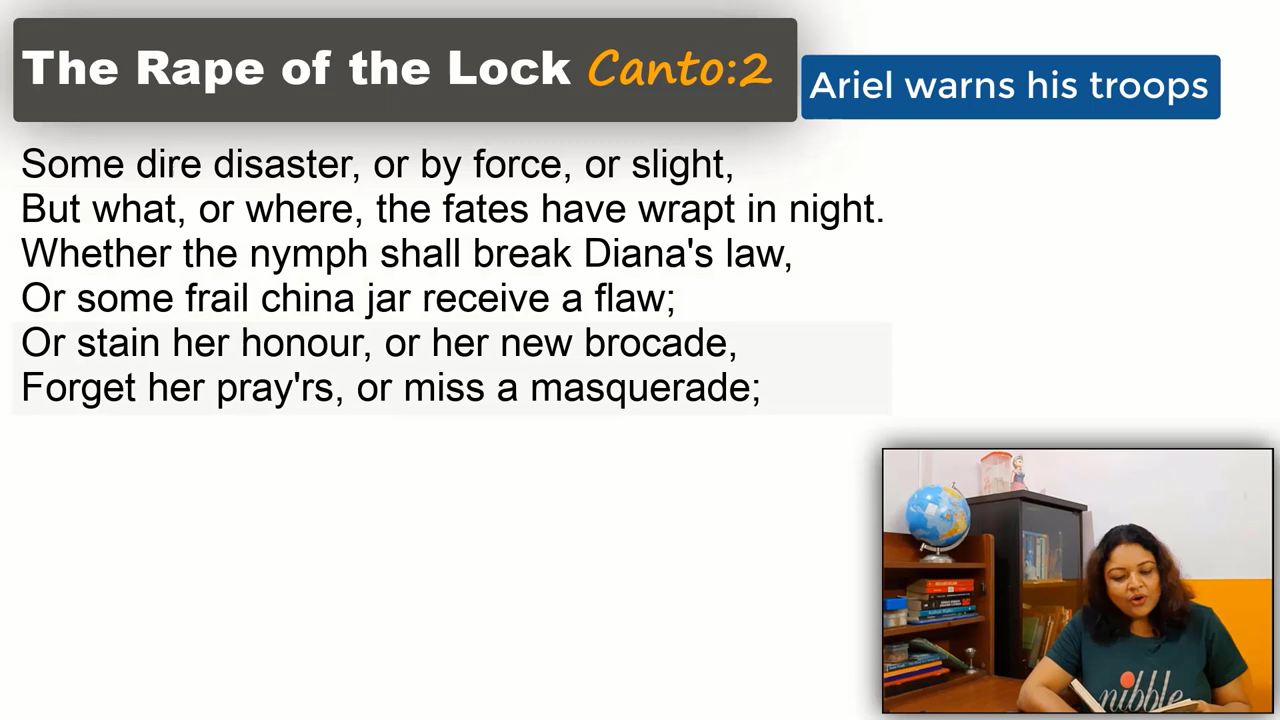 The Rape of the Lock Canto:2
Ariel warns his troops
Some dire disaster, or by force, or slight,
But what, or where, the fates have wrapt in night.
Whether the nymph shall break Diana's law,
Or some frail china jar receive a flaw;
Or stain her honour, or her new brocade,
Forget her pray'rs, or miss a masquerade;
nibble